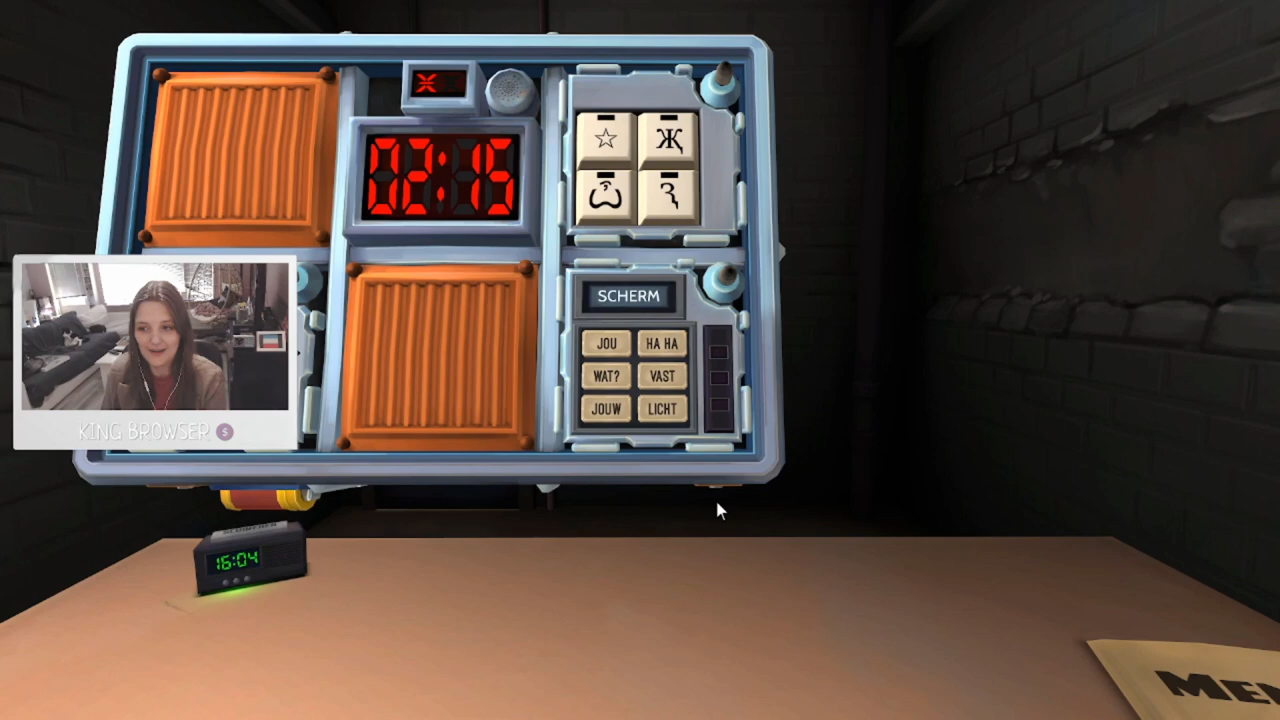 X
02:15
☆ Җ
Ѽ
SCHERM
JOU HA HA
WAT? VAST
JOUW LICHT
KING BROWSER S
16:04